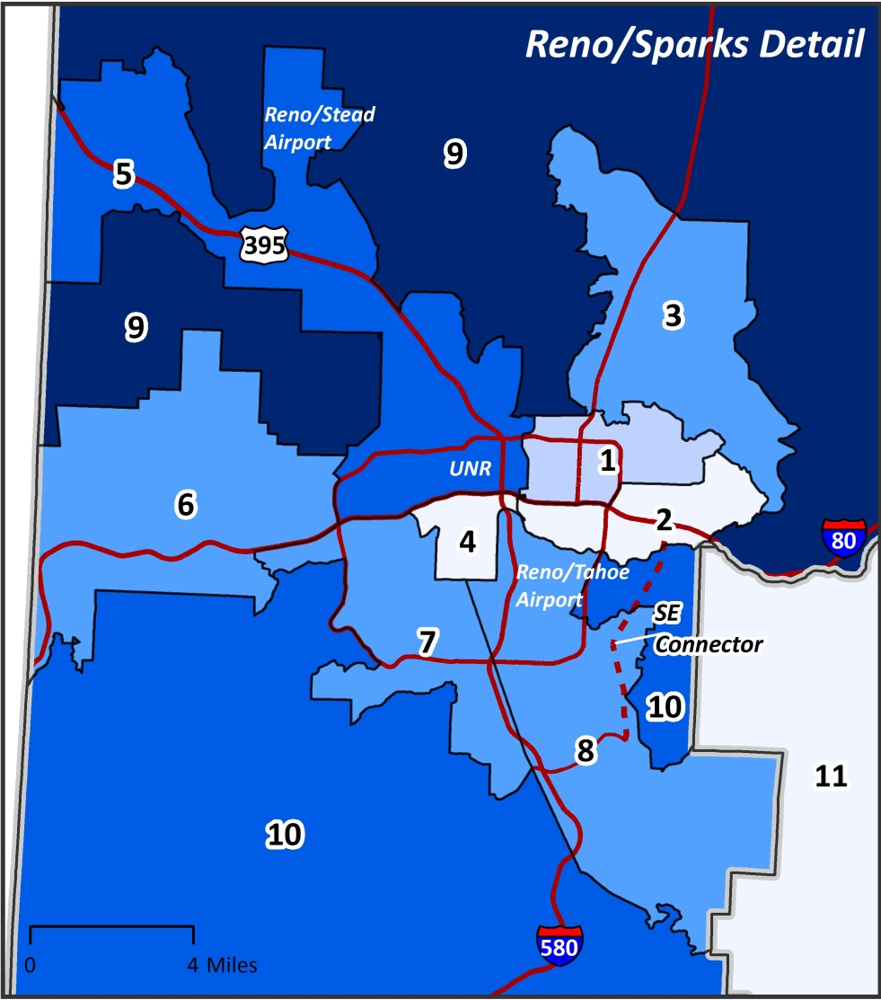 Reno/Sparks Detail
Reno/Stead
Airport
9
5
395
3
9
1
UNR
6
2
4
80
Reno/Tahoe
Airport
SE
Connector
7
10
8
11
10
580
0
4 Miles